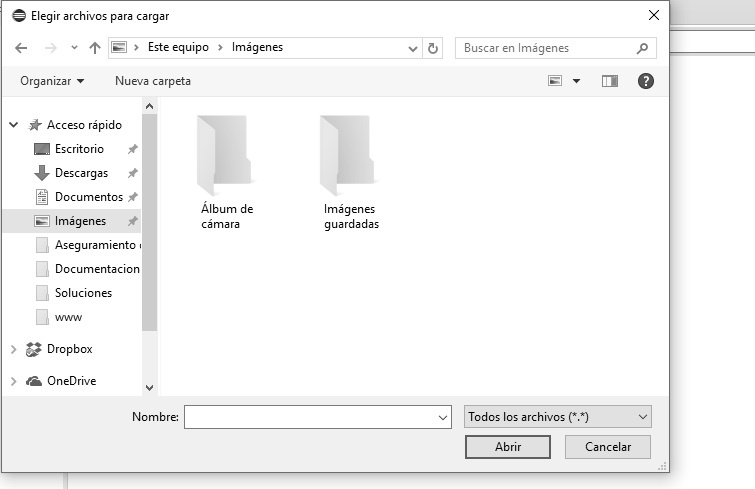 Elegir archivos para cargar
Este equipo
Imágenes
Buscar en Imágenes
Organizar
Nueva carpeta
?
Acceso rápido
Escritorio
Descargas
Documentos
Imágenes
Aseguramiento
Documentacion
Soluciones
www
Dropbox
OneDrive
Álbum de
cámara
Imágenes
guardadas
Nombre:
Todos los archivos (*.*)
Abrir
Cancelar